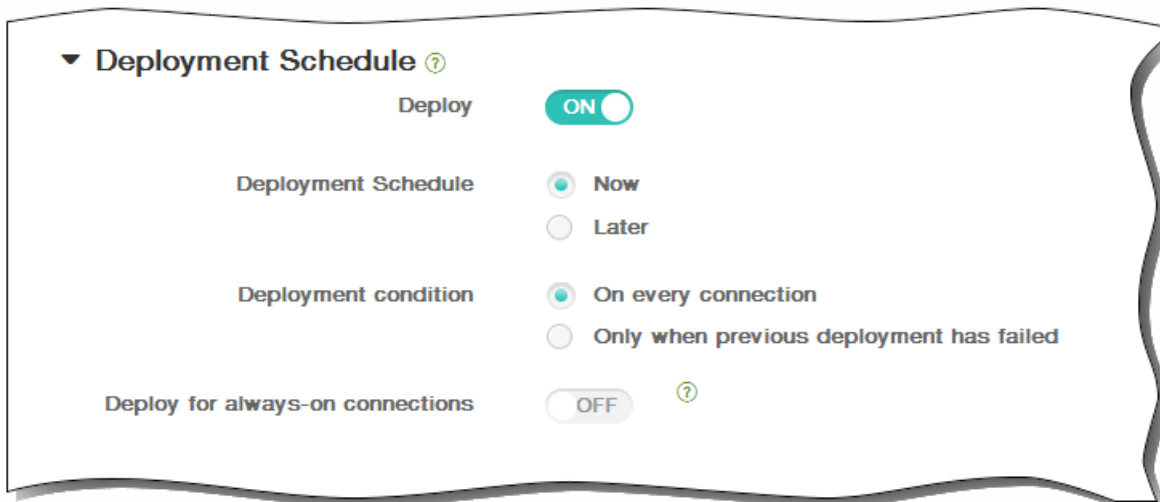 Deployment Schedule ?
Deploy ON
Deployment Schedule Now
Later
Deployment condition On every connection
Only when previous deployment has failed
Deploy for always-on connections OFF ?